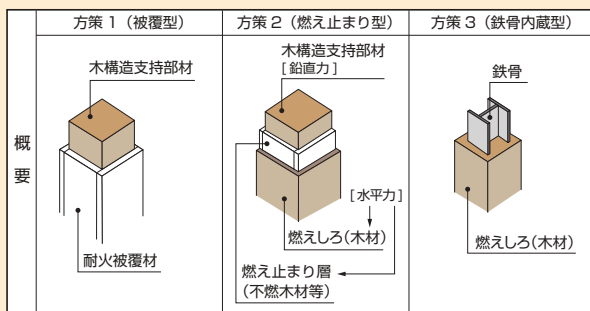 方策1（被覆型）
方策2（燃え止まり型）
方策3（鉄骨内蔵型）
概要
木構造支持部材
耐火被覆材
木構造支持部材
[鉛直力]
[水平力]
燃えしろ（木材）
燃え止まり層
（不燃木材等）
鉄骨
燃えしろ（木材）